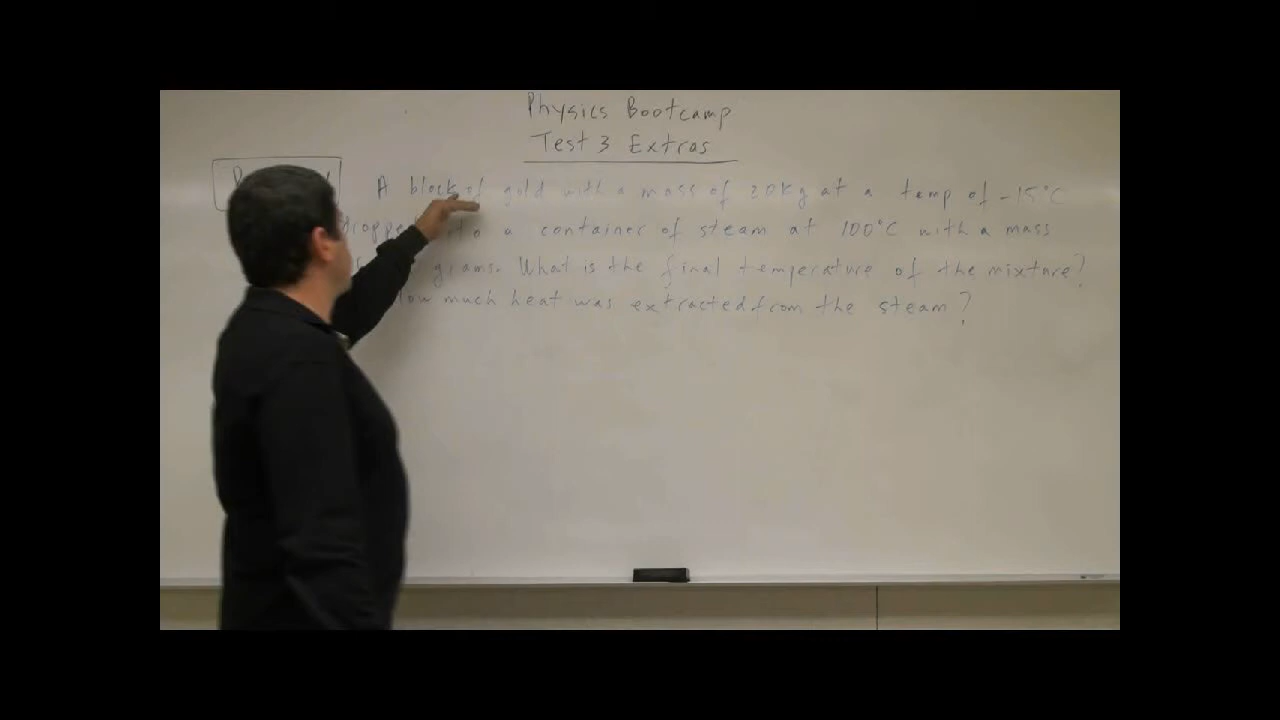 Physics Bootcamp
Test 3 Extras
A block of gold with a mass of 20kg at a temp of -15°C
to a container of steam at 100°C with a mass
grams. What is the final temperature of the mixture?
How much heat was extracted from the steam?